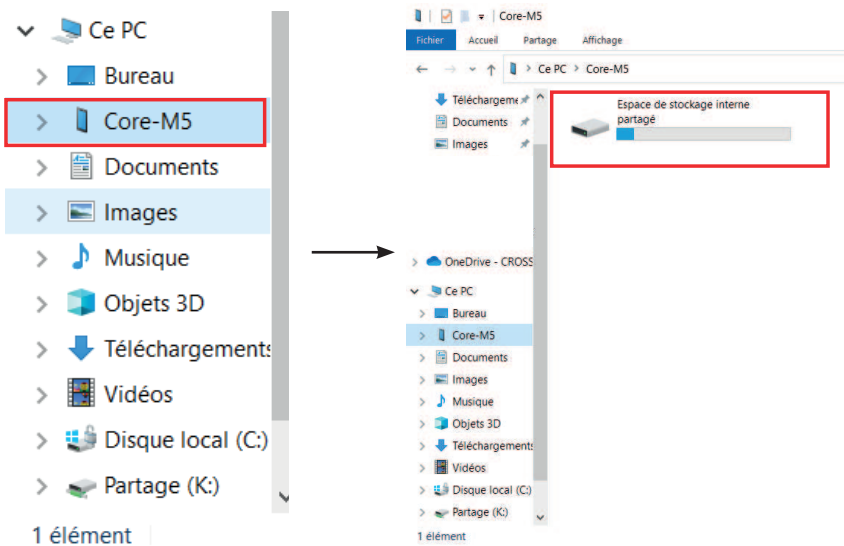 Ce PC
Bureau
Core-M5
Documents
Images
Musique
Objets 3D
Téléchargements
Vidéos
Disque local (C:)
Partage (K:)
1 élément
Core-M5
Fichier Accueil Partage Affichage
Ce PC > Core-M5
Téléchargeme
Documents
Images
OneDrive - CROSS
Ce PC
Bureau
Core-M5
Documents
Images
Musique
Objets 3D
Téléchargements
Vidéos
Disque local (C:)
Partage (K:)
1 élément
Espace de stockage interne
partagé